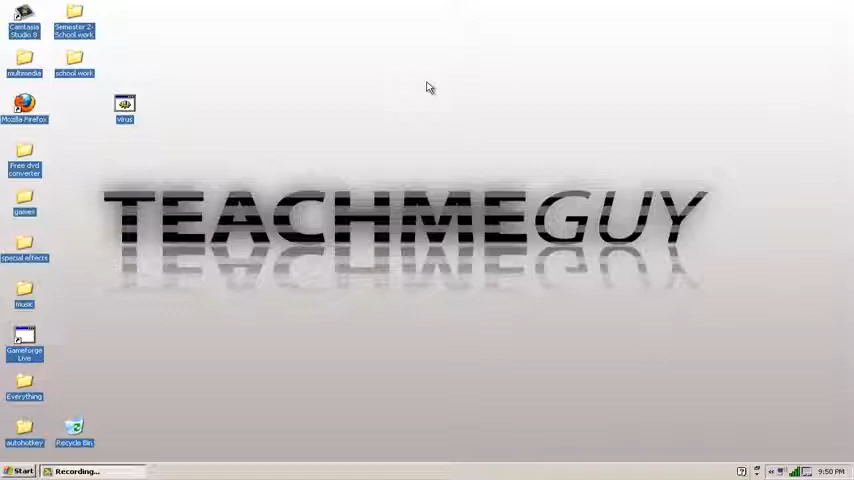 Camtasia
Studio 8
Semester 2-
School work
multimedia
school work
Mozilla Firefox
virus
Free dvd
converter
games
TEACHMEGUY
special effects
music
Gameforge
Live
Everything
autohotkey
Recycle Bin
Start
Recording...
9:50 PM